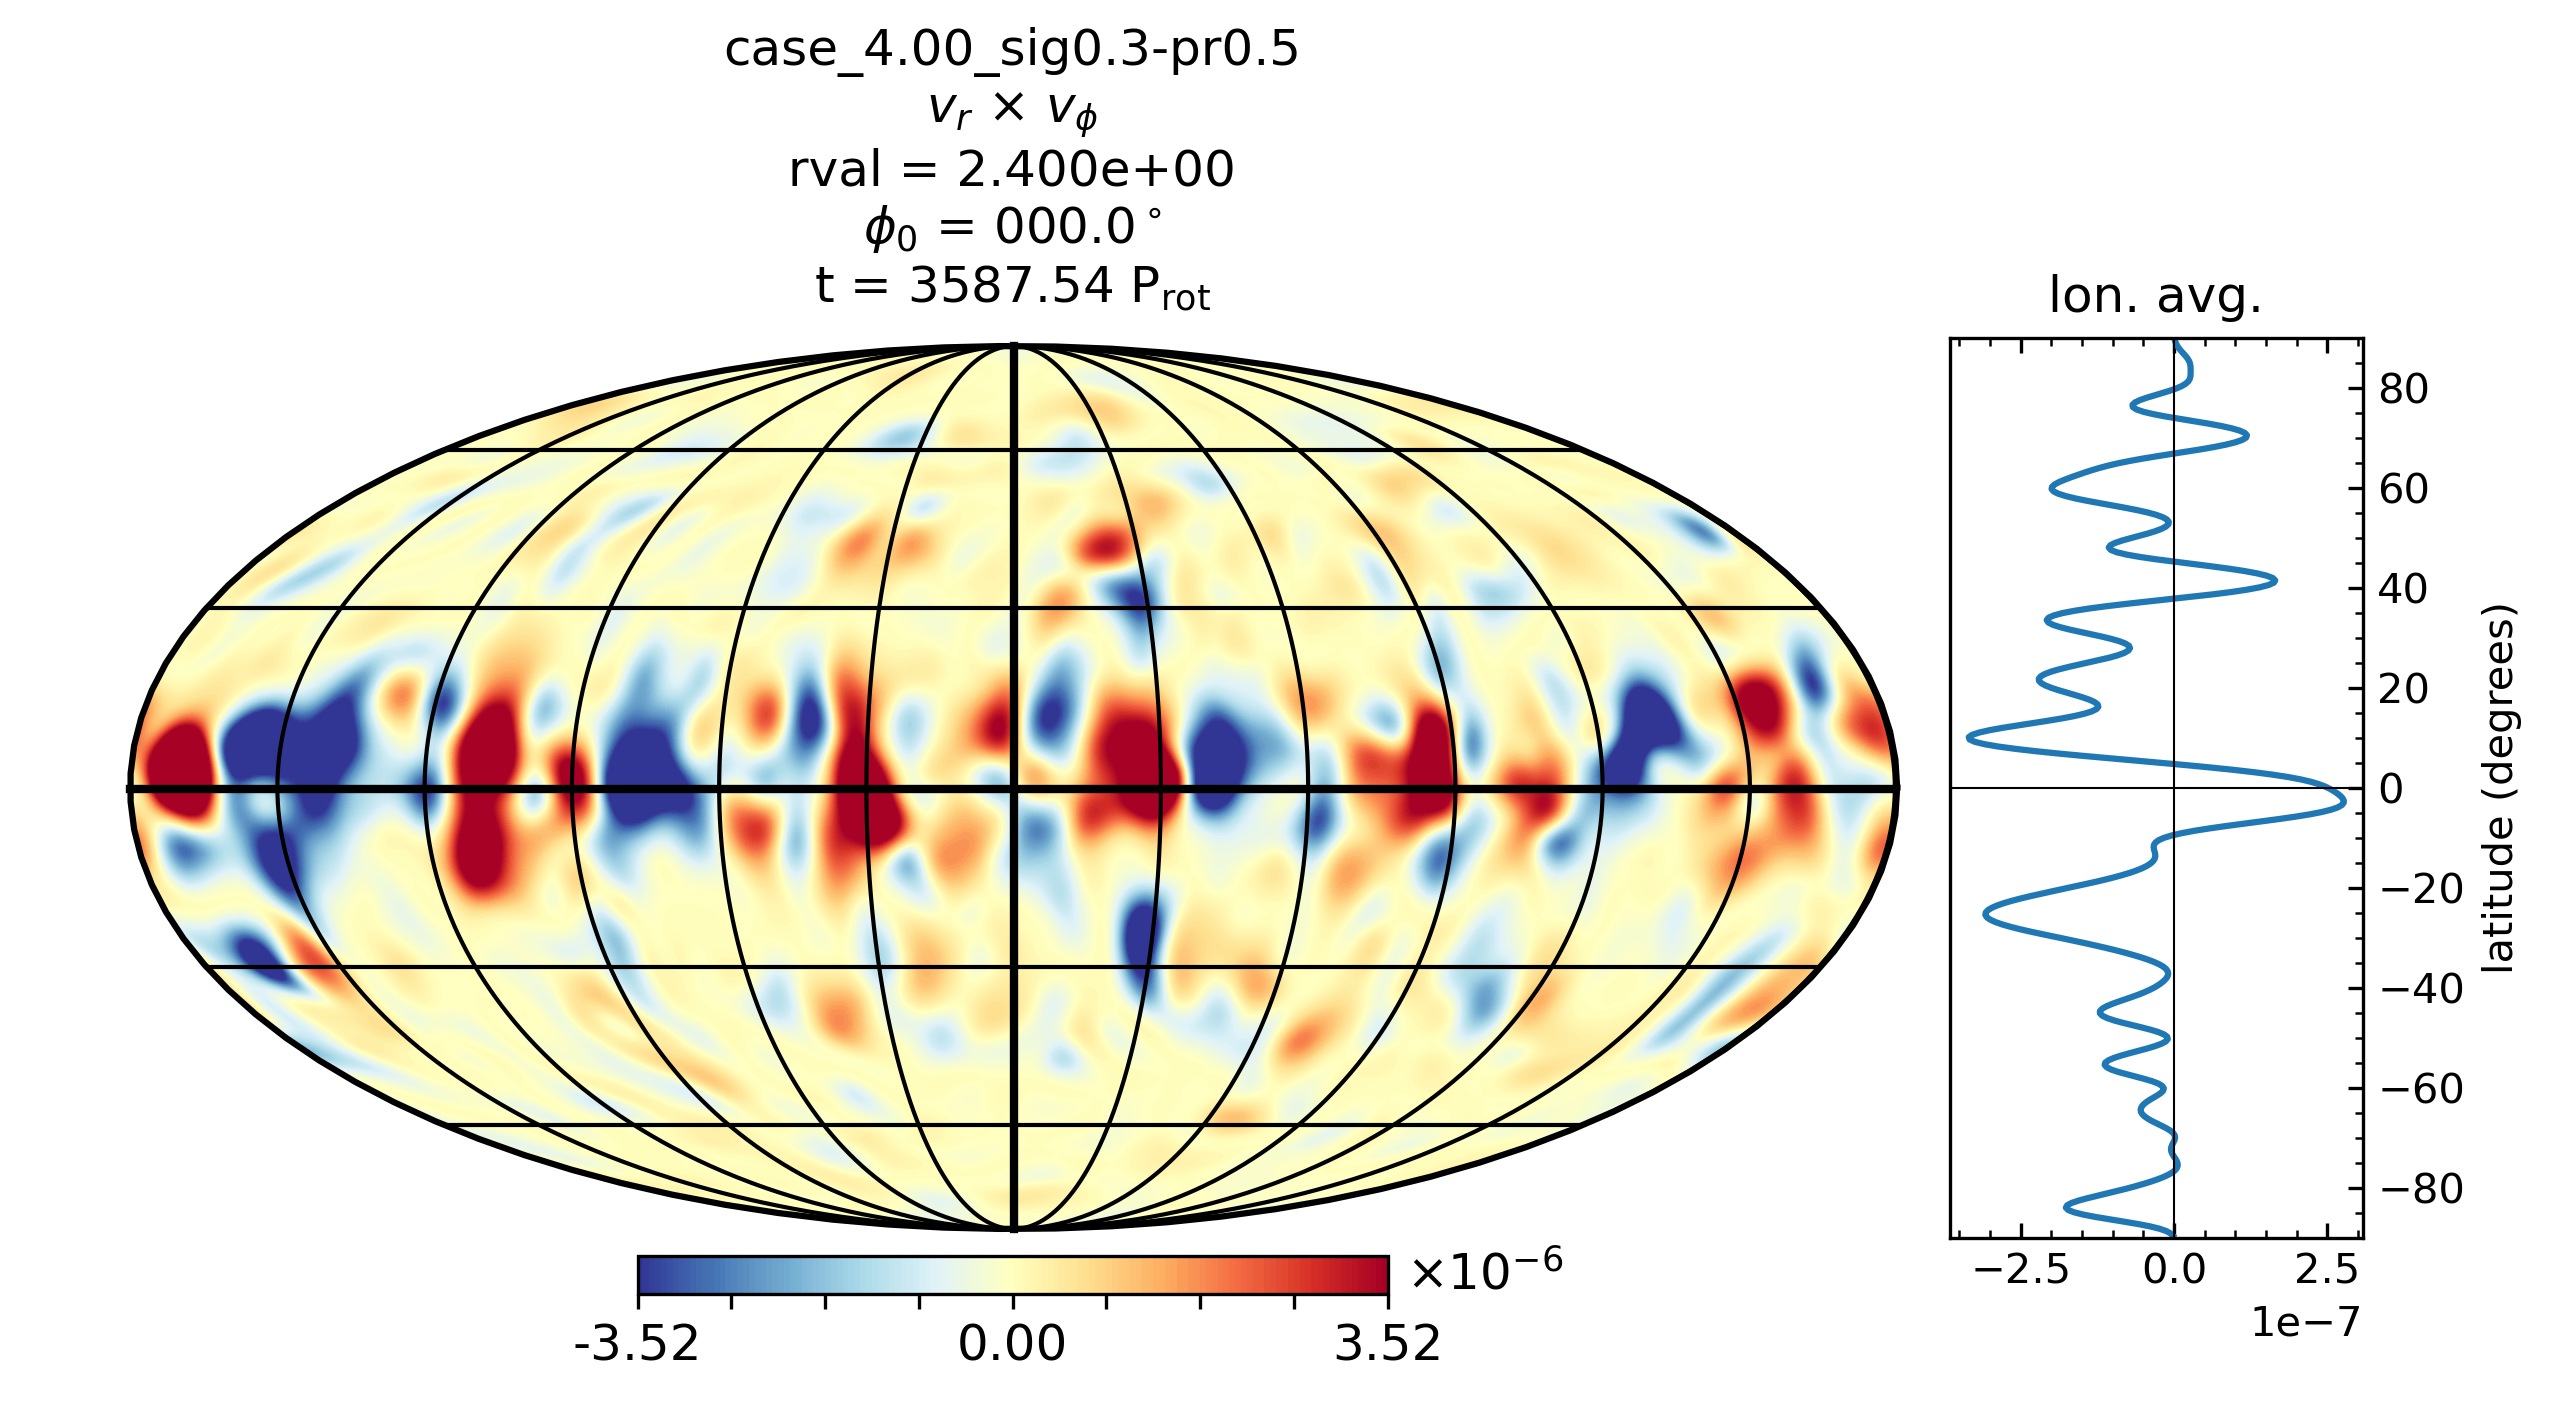 case_4.00_sig0.3-pr0.5
v_r × v_ϕ
rval = 2.400e+00
ϕ_0 = 000.0°
t = 3587.54 P_rot
lon. avg.
80
60
40
20
0
−20
−40
−60
−80
latitude (degrees)
−2.5 0.0 2.5
1e−7
×10^−6
-3.52 0.00 3.52